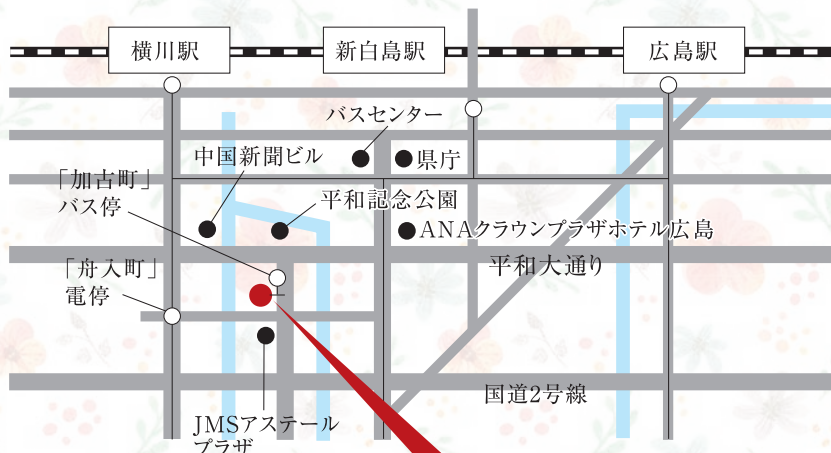 横川駅
新白島駅
広島駅
バスセンター
中国新聞ビル
県庁
「加古町」
バス停
平和記念公園
ANAクラウンプラザホテル広島
平和大通り
「舟入町」
電停
国道2号線
JMSアステール
プラザ